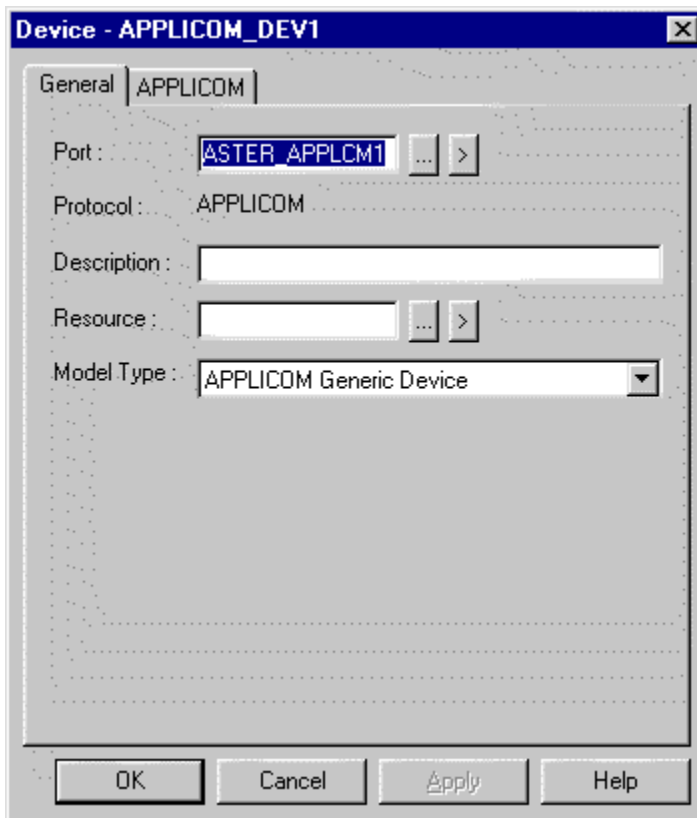 Device - APPLICOM_DEV1
General APPLICOM
Port : ASTER_APPLCM1 ... >
Protocol : APPLICOM
Description :
Resource : ... >
Model Type : APPLICOM Generic Device
OK Cancel Apply Help